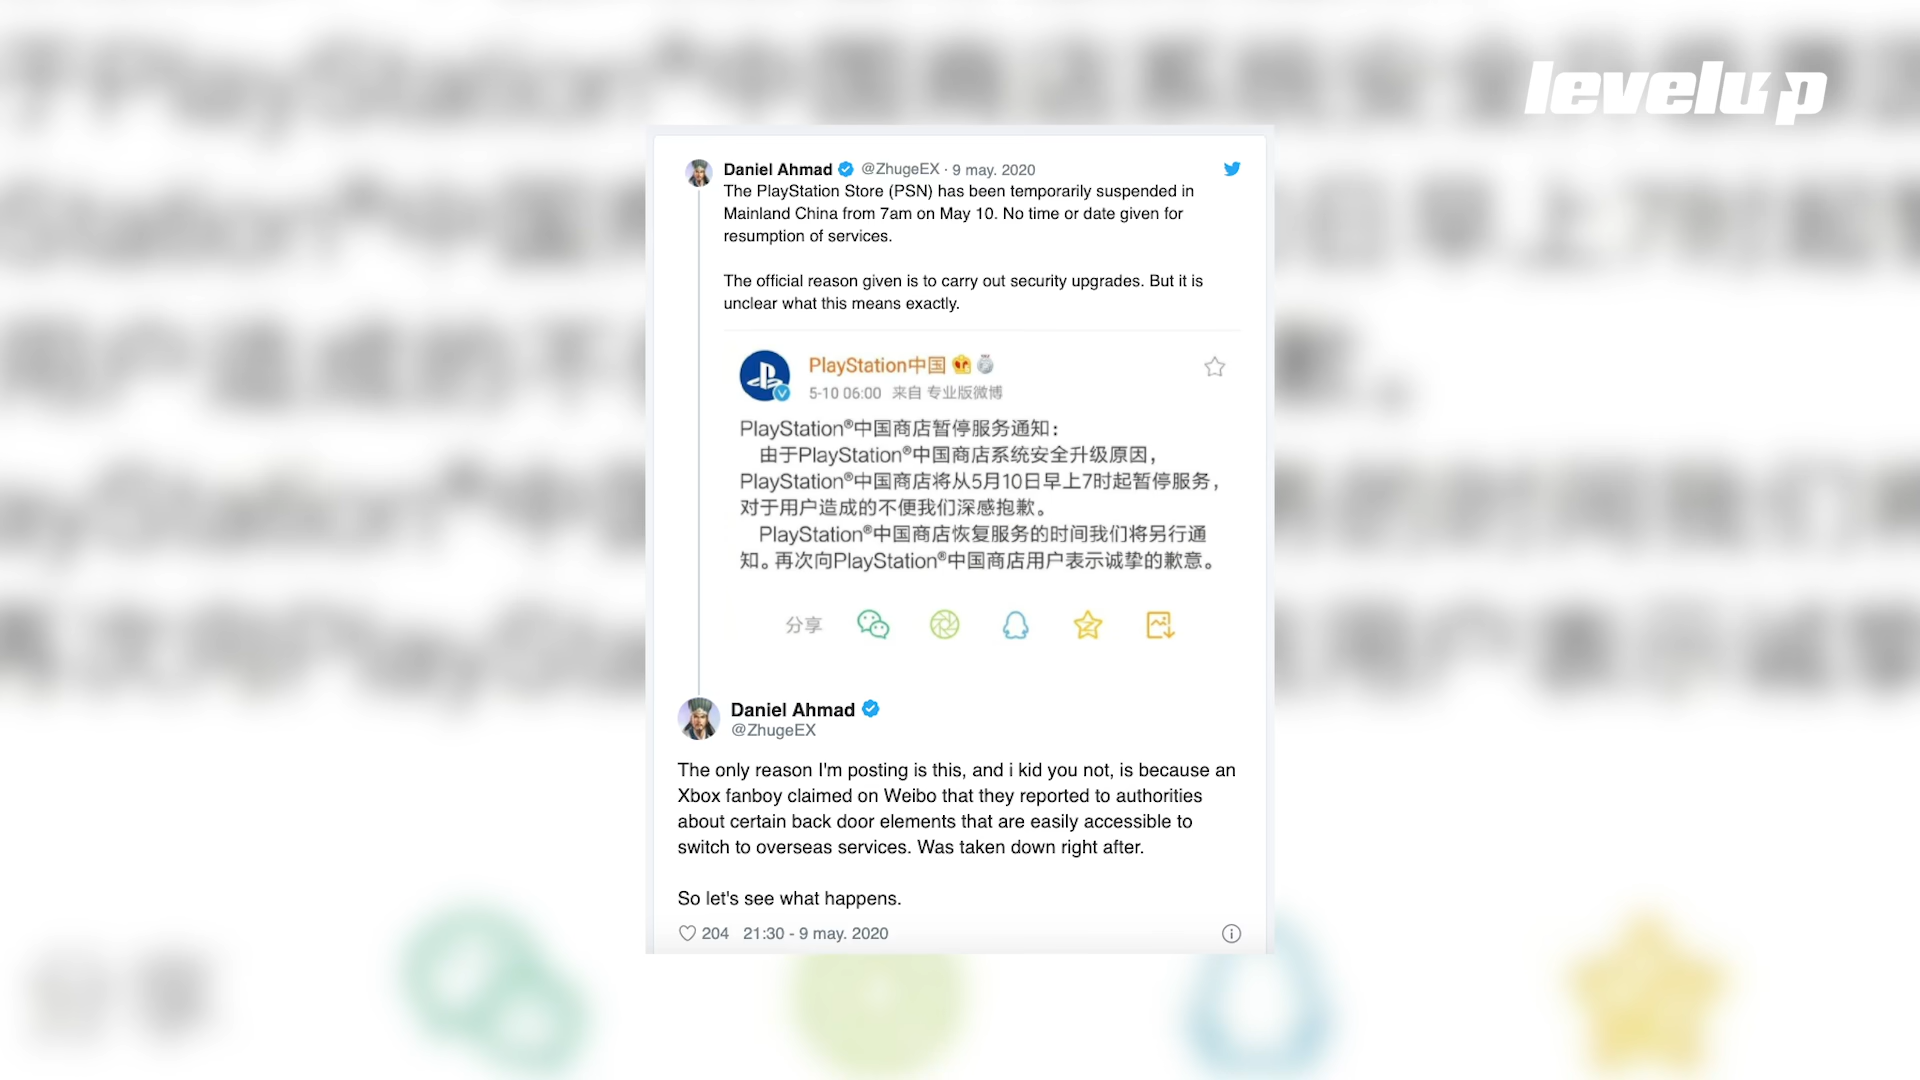 levelup
Daniel Ahmad @ZhugeEX · 9 may. 2020
The PlayStation Store (PSN) has been temporarily suspended in
Mainland China from 7am on May 10. No time or date given for
resumption of services.
The official reason given is to carry out security upgrades. But it is
unclear what this means exactly.
PlayStation中国
5-10 06:00 来自 专业版微博
PlayStation®中国商店暂停服务通知：
由于PlayStation®中国商店系统安全升级原因，
PlayStation®中国商店将从5月10日早上7时起暂停服务，
对于用户造成的不便我们深感抱歉。
PlayStation®中国商店恢复服务的时间我们将另行通
知。再次向PlayStation®中国商店用户表示诚挚的歉意。
分享
Daniel Ahmad
@ZhugeEX
The only reason I'm posting is this, and i kid you not, is because an
Xbox fanboy claimed on Weibo that they reported to authorities
about certain back door elements that are easily accessible to
switch to overseas services. Was taken down right after.
So let's see what happens.
204 21:30 - 9 may. 2020